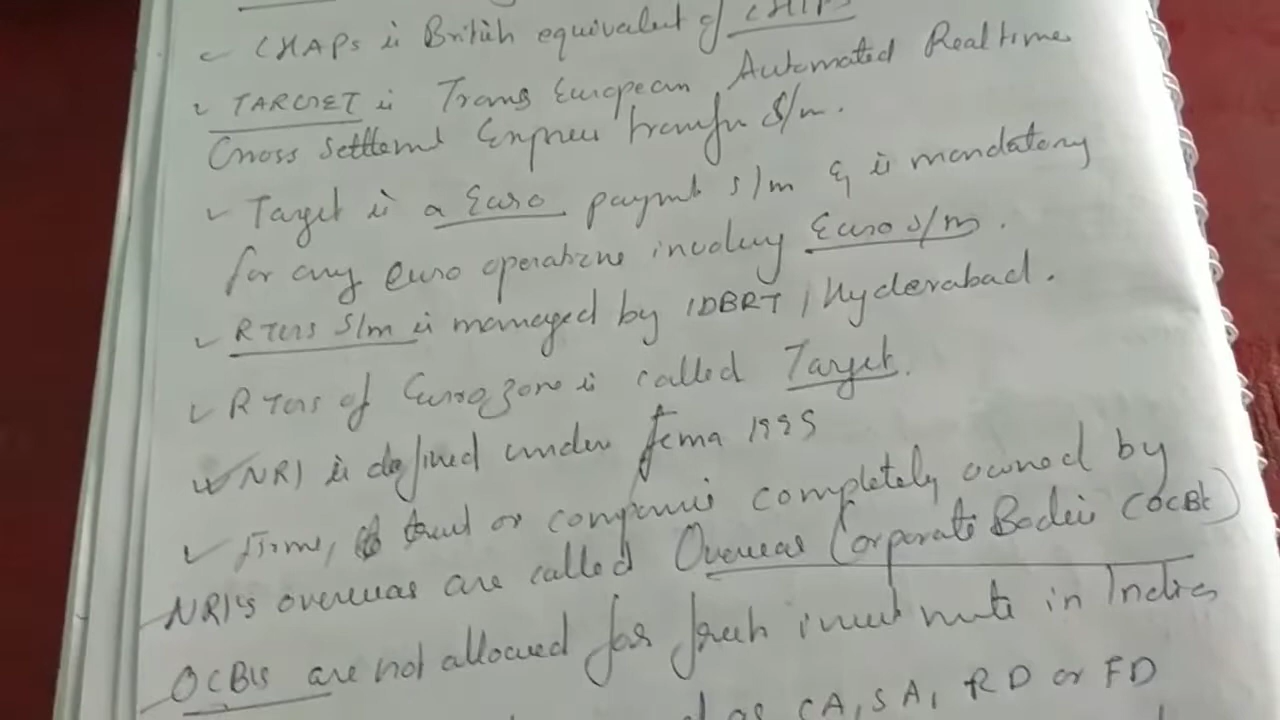 ✓ CHAPs is British equivalent of CHIPS
✓ TARGET is Trans European Automated Realtime
Gross Settlement Express transfer S/m.
✓ Target is a Euro payment s/m & is mandatory
for any euro operations involving Euro s/m.
✓ RTGS S/m is managed by IDBRT, Hyderabad.
✓ RTGS of Eurozone is called Target.
✓ NRI is defined under fema 1995
✓ Firms, trust or companies completely owned by
NRI's overseas are called Overseas Corporate Bodies (OCBs)
OCBs are not allowed for fresh investments in India
as CA, SA, RD or FD